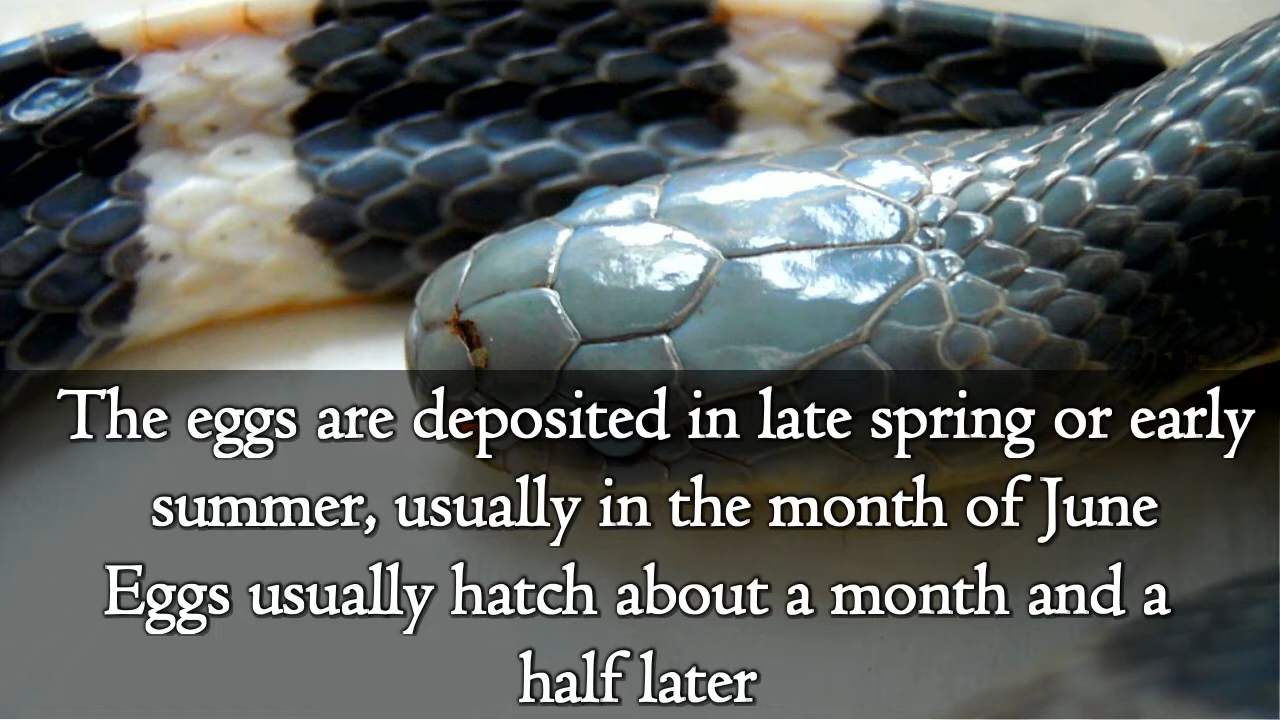 The eggs are deposited in late spring or early
summer, usually in the month of June
Eggs usually hatch about a month and a
half later